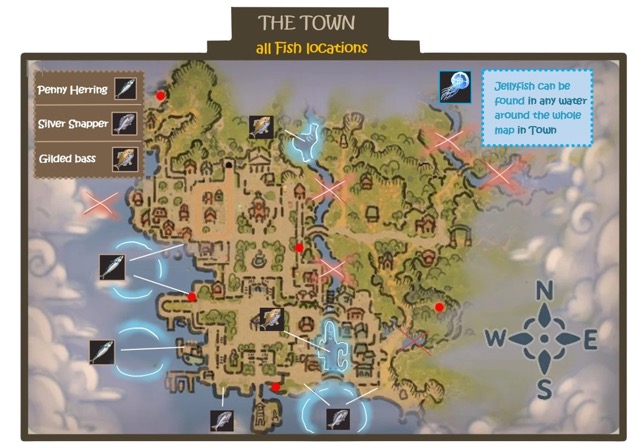 THE TOWN
all Fish locations
Penny Herring
Silver Snapper
Gilded bass
Jellyfish can be
found in any water
around the whole
map in Town
N
W E
S